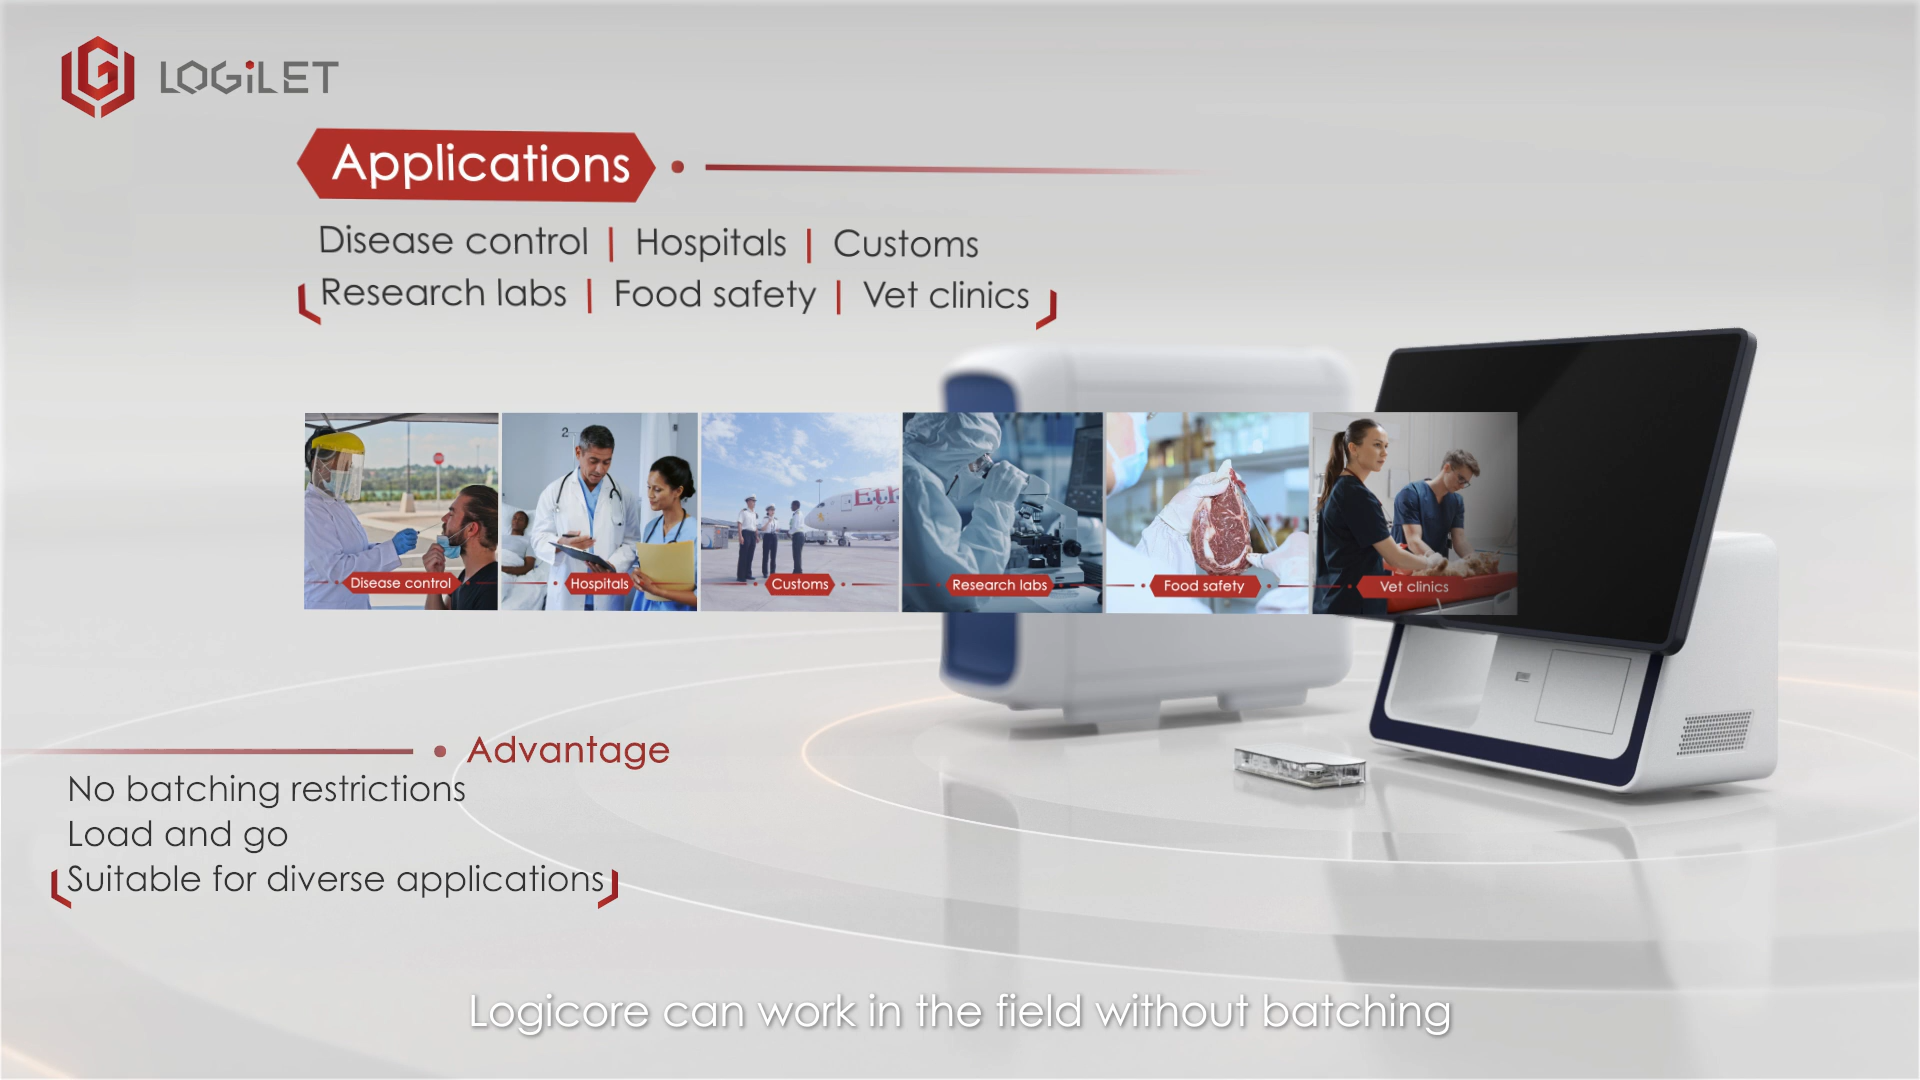 LOGiLET
Applications
Disease control | Hospitals | Customs
Research labs | Food safety | Vet clinics
2
Eth
Disease control
Hospitals
Customs
Research labs
Food safety
Vet clinics
Advantage
No batching restrictions
Load and go
Suitable for diverse applications
Logicore can work in the field without batching